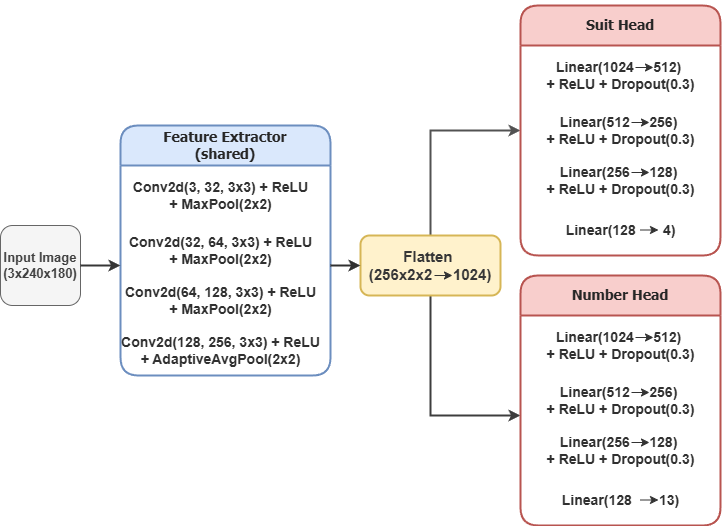 Input Image
(3x240x180)
Feature Extractor
(shared)
Conv2d(3, 32, 3x3) + ReLU
+ MaxPool(2x2)
Conv2d(32, 64, 3x3) + ReLU
+ MaxPool(2x2)
Conv2d(64, 128, 3x3) + ReLU
+ MaxPool(2x2)
Conv2d(128, 256, 3x3) + ReLU
+ AdaptiveAvgPool(2x2)
Flatten
(256x2x2→1024)
Suit Head
Linear(1024→512)
+ ReLU + Dropout(0.3)
Linear(512→256)
+ ReLU + Dropout(0.3)
Linear(256→128)
+ ReLU + Dropout(0.3)
Linear(128 → 4)
Number Head
Linear(1024→512)
+ ReLU + Dropout(0.3)
Linear(512→256)
+ ReLU + Dropout(0.3)
Linear(256→128)
+ ReLU + Dropout(0.3)
Linear(128 →13)